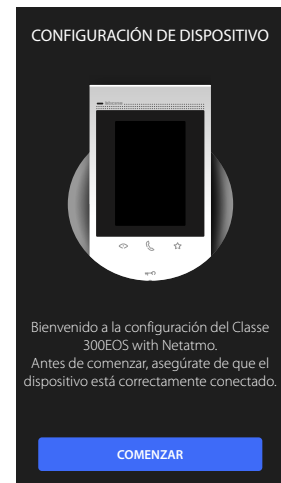 CONFIGURACIÓN DE DISPOSITIVO
Bienvenido a la configuración del Classe
300EOS with Netatmo.
Antes de comenzar, asegúrate de que el
dispositivo está correctamente conectado.
COMENZAR